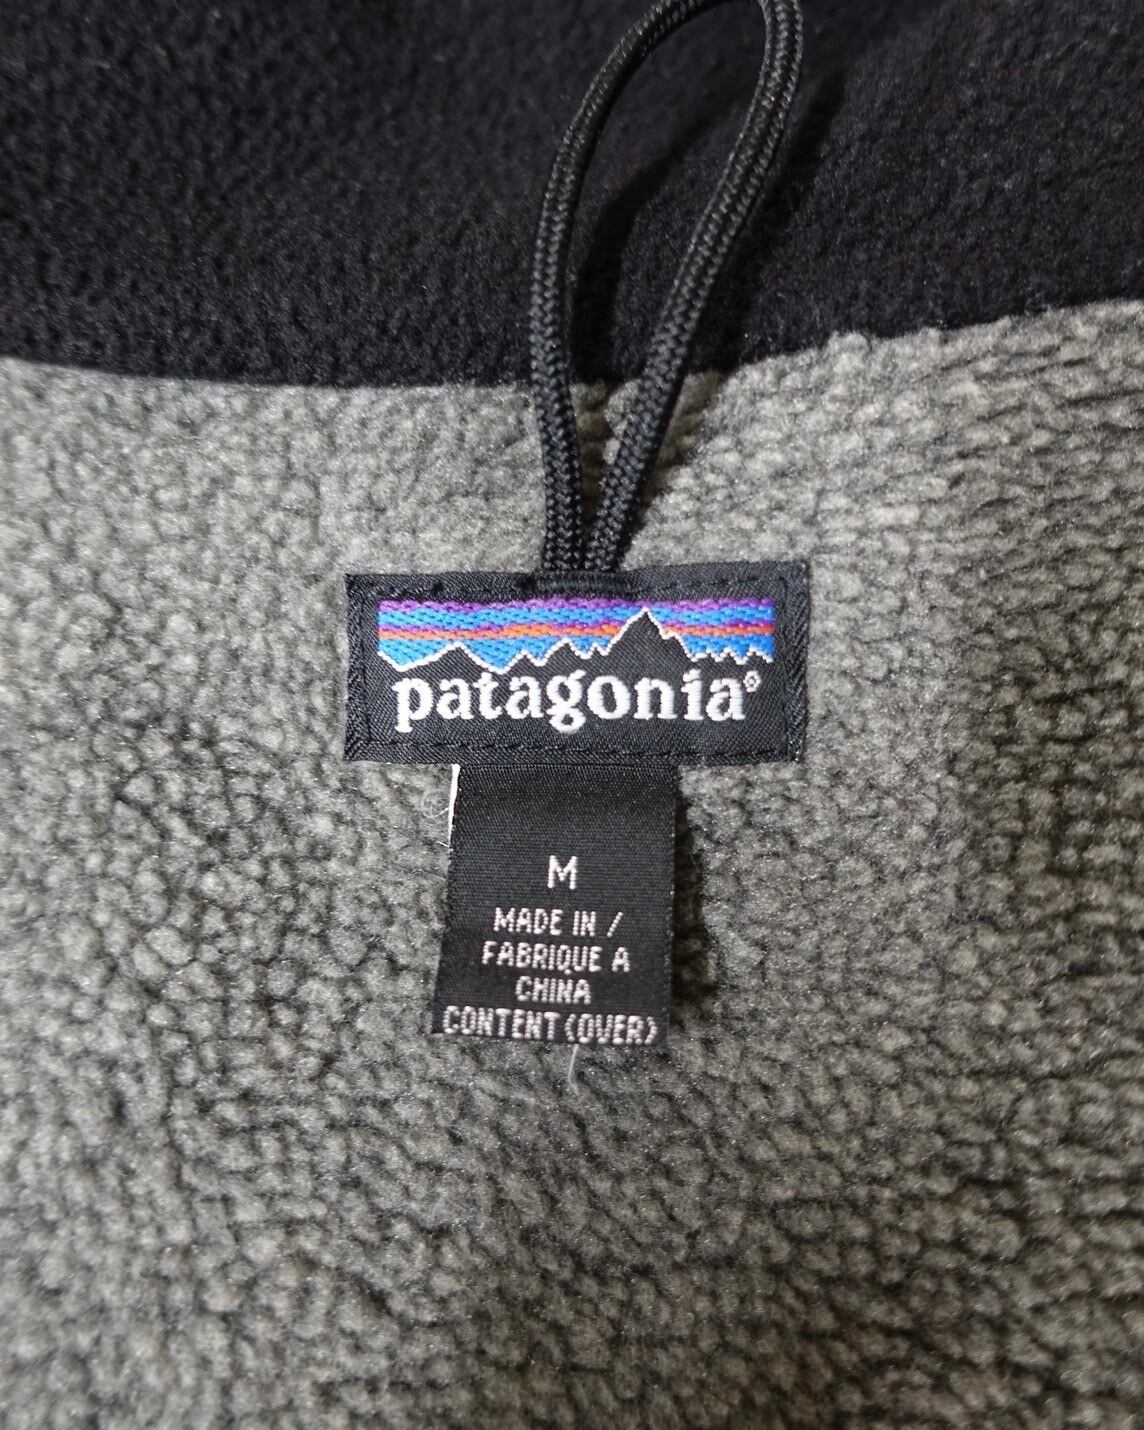 patagonia®
M
MADE IN /
FABRIQUE A
CHINA
CONTENT (OVER)